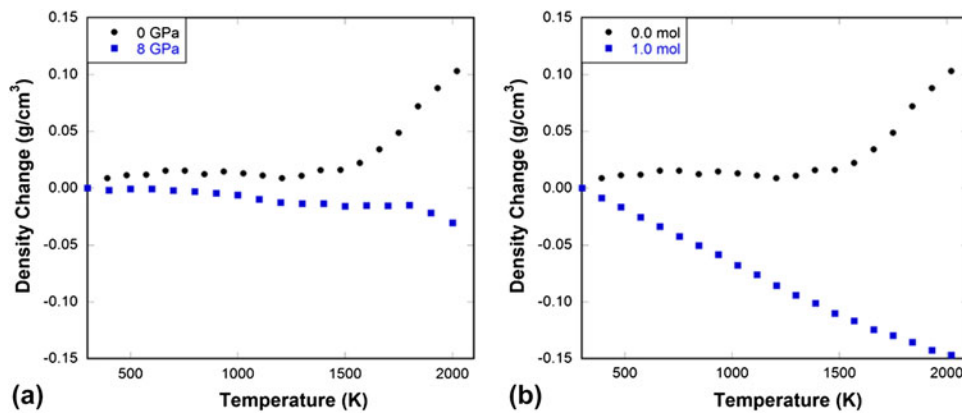 0.15
0.10
0.05
0.00
-0.05
-0.10
-0.15
Density Change (g/cm³)
0 GPa
8 GPa
500
1000
1500
2000
Temperature (K)
(a)
0.15
0.10
0.05
0.00
-0.05
-0.10
-0.15
Density Change (g/cm³)
0.0 mol
1.0 mol
500
1000
1500
2000
Temperature (K)
(b)